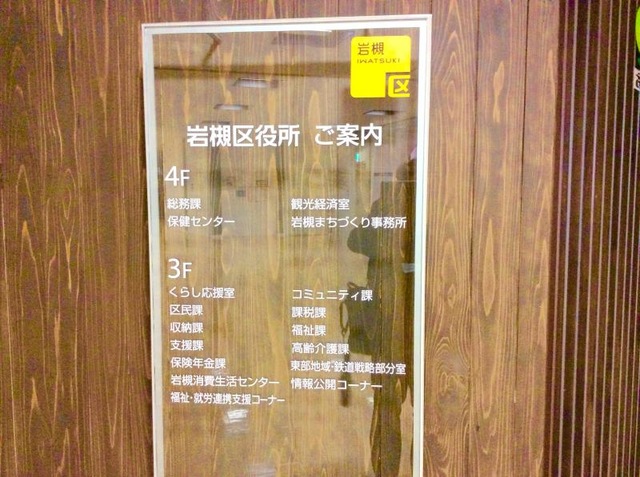 岩槻
IWATSUKI
区
岩槻区役所 ご案内
4F
総務課 観光経済室
保健センター 岩槻まちづくり事務所
3F
くらし応援室 コミュニティ課
区民課 課税課
収納課 福祉課
支援課 高齢介護課
保険年金課 東部地域・鉄道戦略部分室
岩槻消費生活センター 情報公開コーナー
福祉・就労連携支援コーナー